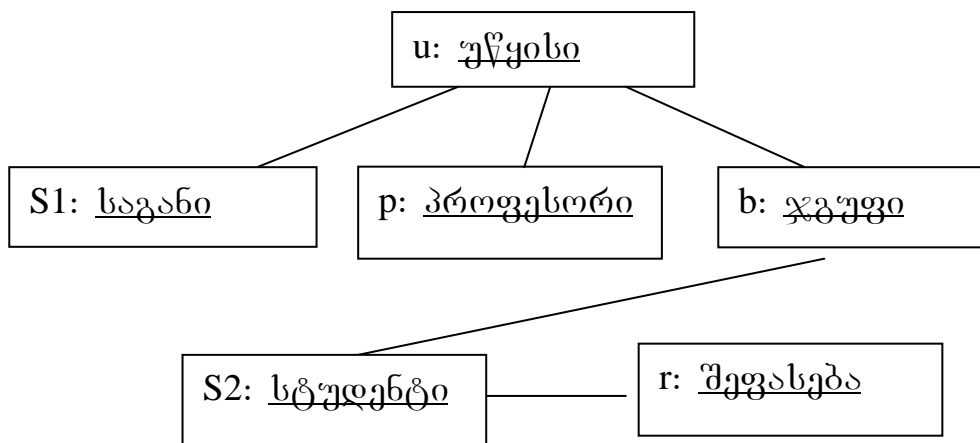 u: უწყისი
S1: საგანი
p: პროფესორი
b: ჯგუფი
S2: სტუდენტი
r: შეფასება